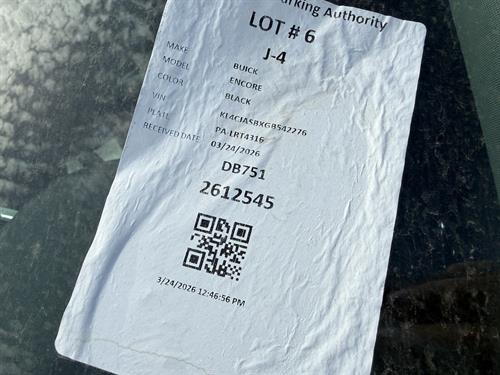 Parking Authority
LOT # 6
J-4
MAKE BUICK
MODEL ENCORE
COLOR BLACK
VIN KL4CJASBXGB542276
PLATE PA-LRT4316
RECEIVED DATE 03/24/2026
DB751
2612545
3/24/2026 12:46:56 PM